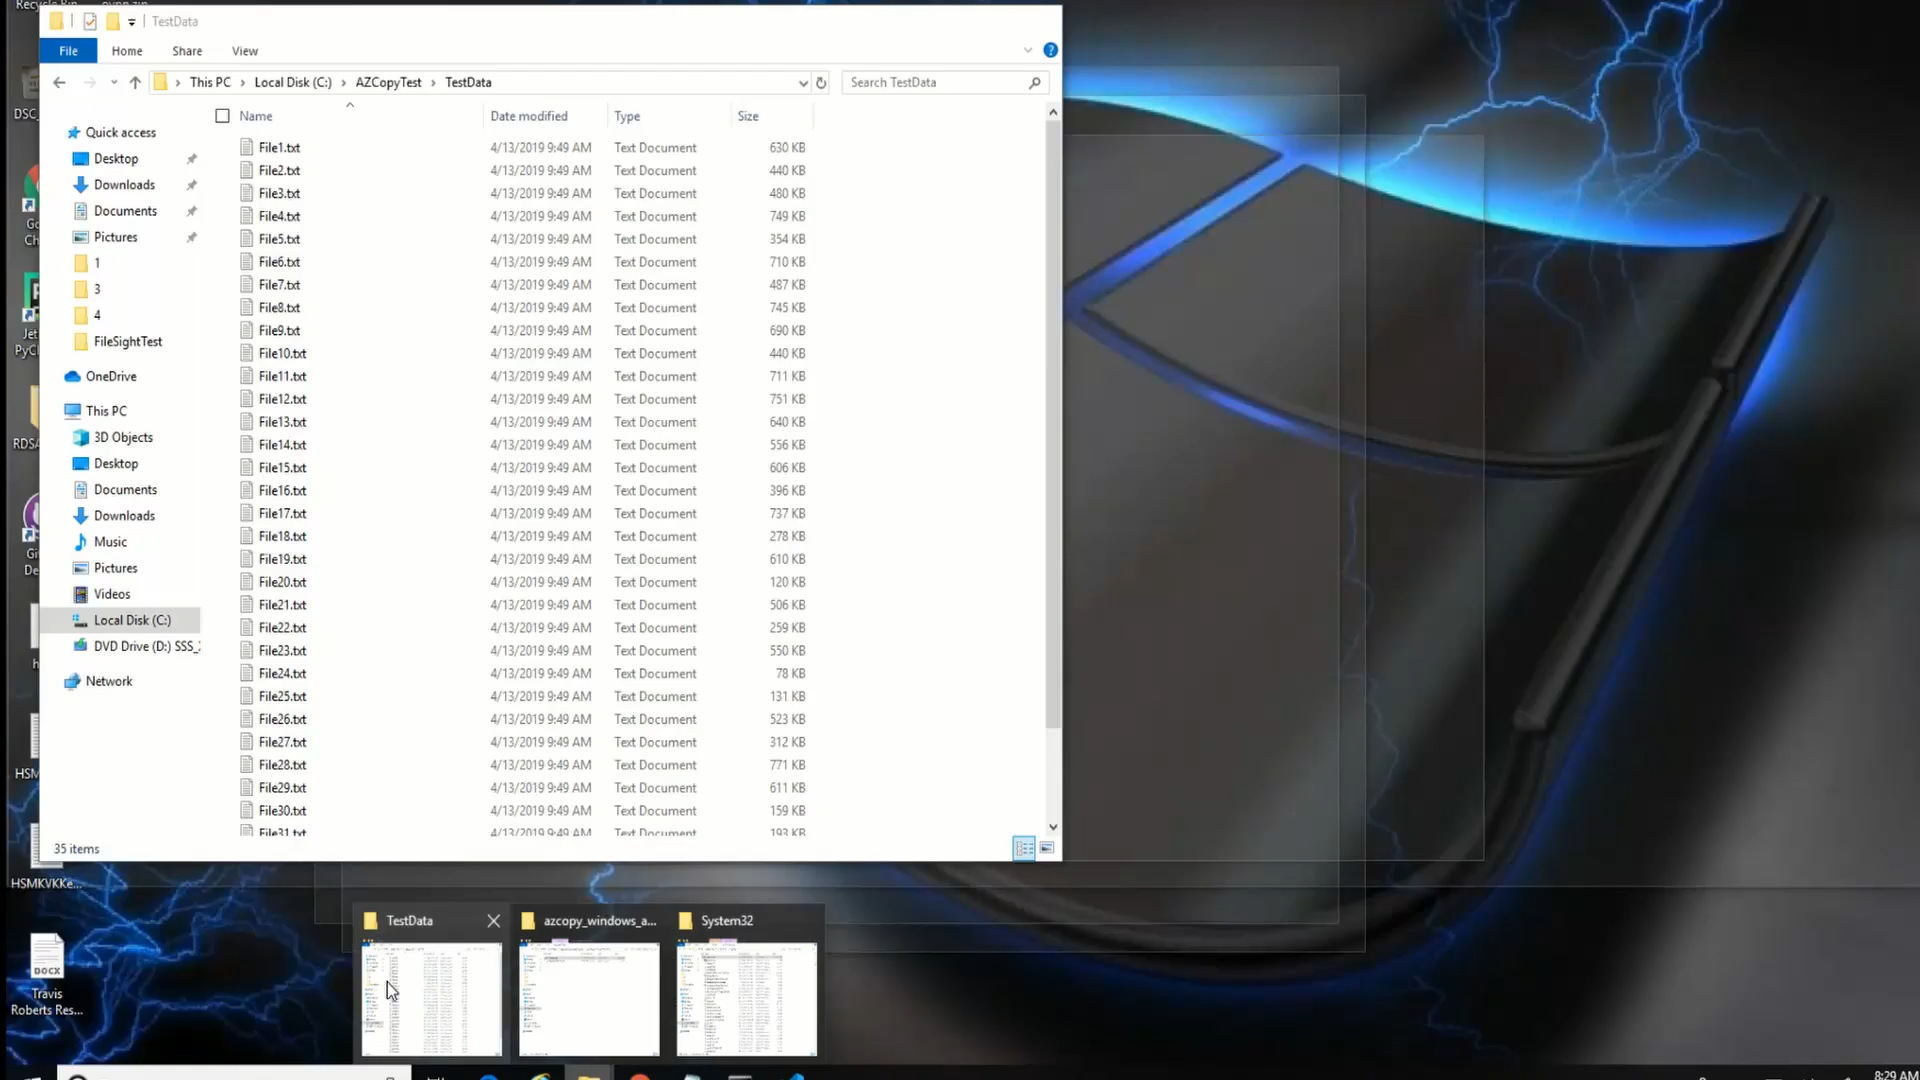 TestData
File
Home
Share
View
This PC
Local Disk (C:)
AZCopyTest
TestData
Search TestData
Name
Date modified
Type
Size
Quick access
Desktop
Downloads
Documents
Pictures
1
3
4
FileSightTest
OneDrive
This PC
3D Objects
Desktop
Documents
Downloads
Music
Pictures
Videos
Local Disk (C:)
DVD Drive (D:) SSS_
Network
File1.txt 4/13/2019 9:49 AM Text Document 630 KB
File2.txt 4/13/2019 9:49 AM Text Document 440 KB
File3.txt 4/13/2019 9:49 AM Text Document 480 KB
File4.txt 4/13/2019 9:49 AM Text Document 749 KB
File5.txt 4/13/2019 9:49 AM Text Document 354 KB
File6.txt 4/13/2019 9:49 AM Text Document 710 KB
File7.txt 4/13/2019 9:49 AM Text Document 487 KB
File8.txt 4/13/2019 9:49 AM Text Document 745 KB
File9.txt 4/13/2019 9:49 AM Text Document 690 KB
File10.txt 4/13/2019 9:49 AM Text Document 440 KB
File11.txt 4/13/2019 9:49 AM Text Document 711 KB
File12.txt 4/13/2019 9:49 AM Text Document 751 KB
File13.txt 4/13/2019 9:49 AM Text Document 640 KB
File14.txt 4/13/2019 9:49 AM Text Document 556 KB
File15.txt 4/13/2019 9:49 AM Text Document 606 KB
File16.txt 4/13/2019 9:49 AM Text Document 396 KB
File17.txt 4/13/2019 9:49 AM Text Document 737 KB
File18.txt 4/13/2019 9:49 AM Text Document 278 KB
File19.txt 4/13/2019 9:49 AM Text Document 610 KB
File20.txt 4/13/2019 9:49 AM Text Document 120 KB
File21.txt 4/13/2019 9:49 AM Text Document 506 KB
File22.txt 4/13/2019 9:49 AM Text Document 259 KB
File23.txt 4/13/2019 9:49 AM Text Document 550 KB
File24.txt 4/13/2019 9:49 AM Text Document 78 KB
File25.txt 4/13/2019 9:49 AM Text Document 131 KB
File26.txt 4/13/2019 9:49 AM Text Document 523 KB
File27.txt 4/13/2019 9:49 AM Text Document 312 KB
File28.txt 4/13/2019 9:49 AM Text Document 771 KB
File29.txt 4/13/2019 9:49 AM Text Document 611 KB
File30.txt 4/13/2019 9:49 AM Text Document 159 KB
File31.txt 4/13/2019 9:49 AM Text Document 193 KB
35 items
HSMKVKKe...
DOCX
Travis
Roberts Res...
TestData
azcopy_windows_a...
System32
8:29 AM